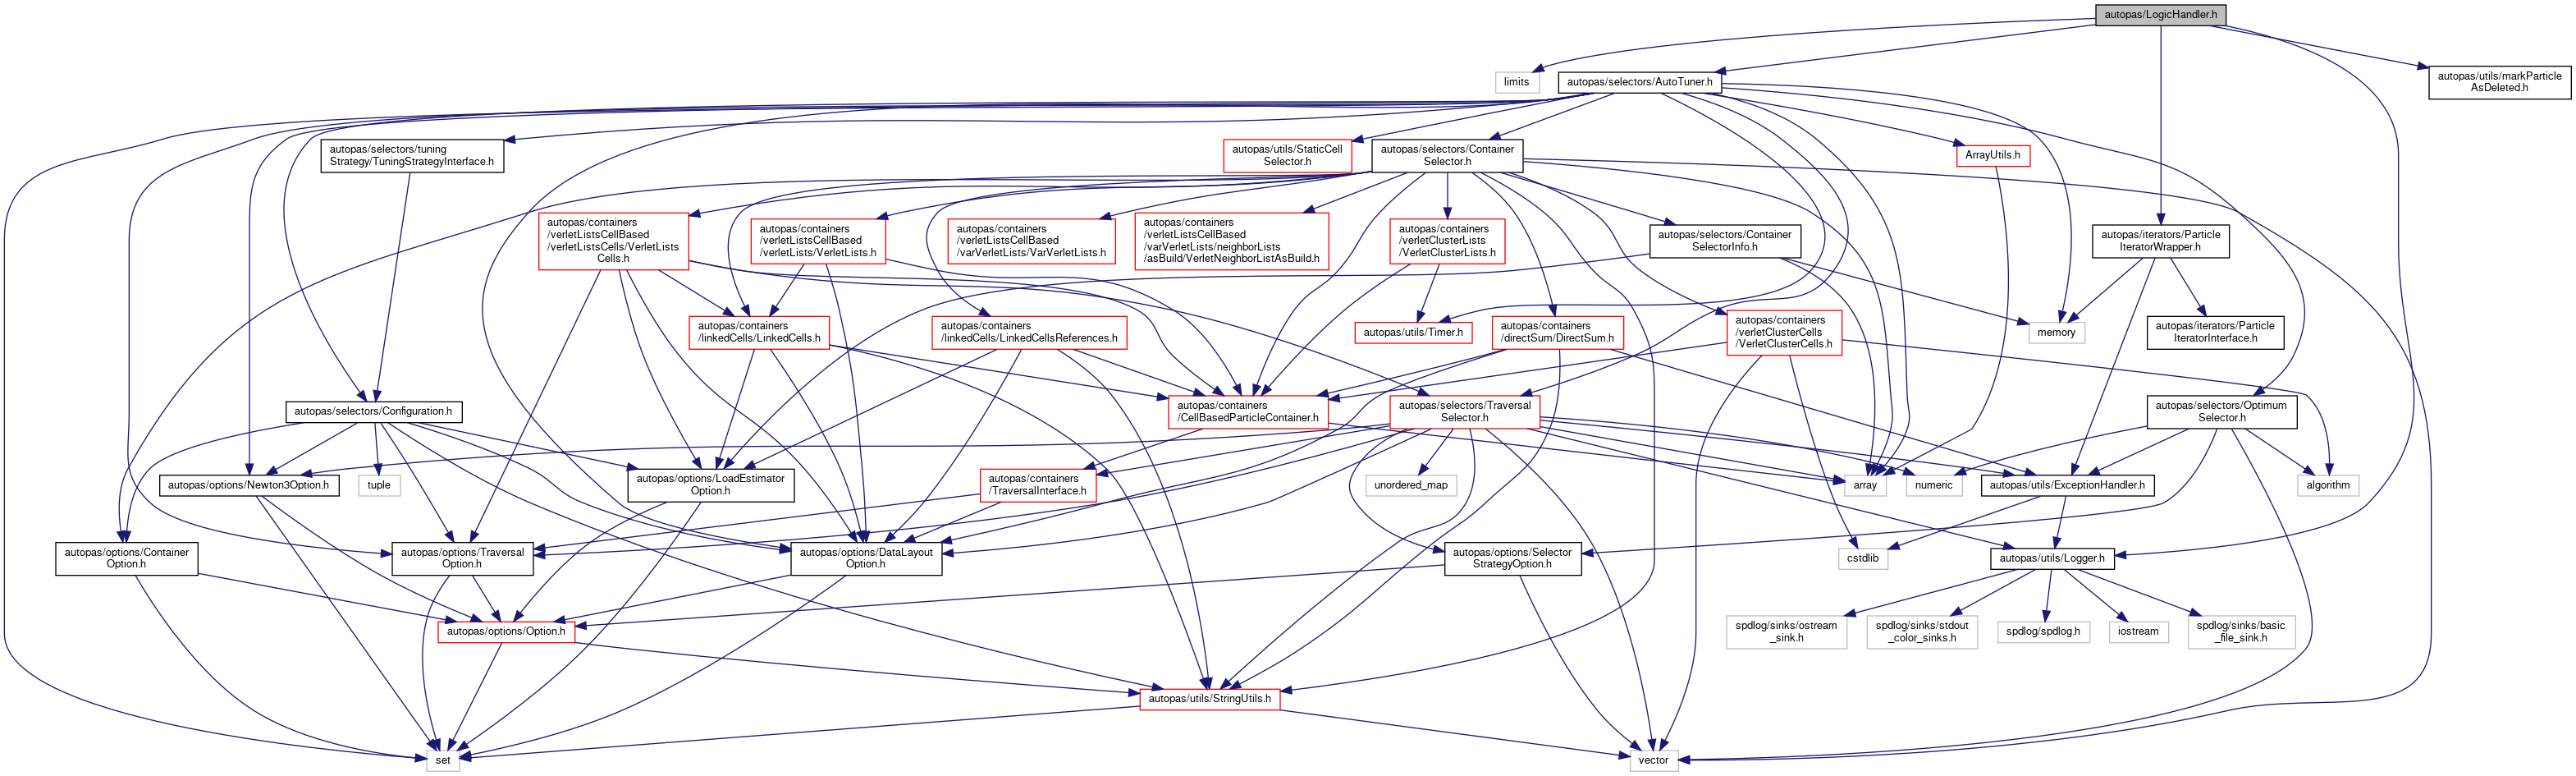 autopas/LogicHandler.h
limits
autopas/selectors/AutoTuner.h
autopas/utils/markParticle
AsDeleted.h
autopas/selectors/tuning
Strategy/TuningStrategyInterface.h
autopas/utils/StaticCell
Selector.h
autopas/selectors/Container
Selector.h
ArrayUtils.h
autopas/containers
/verletListsCellBased
/verletListsCells/VerletLists
Cells.h
autopas/containers
/verletListsCellBased
/verletLists/VerletLists.h
autopas/containers
/verletListsCellBased
/varVerletLists/VarVerletLists.h
autopas/containers
/verletListsCellBased
/varVerletLists/neighborLists
/asBuild/VerletNeighborListAsBuild.h
autopas/containers
/verletClusterLists
/VerletClusterLists.h
autopas/selectors/Container
SelectorInfo.h
autopas/iterators/Particle
IteratorWrapper.h
autopas/containers
/linkedCells/LinkedCells.h
autopas/containers
/linkedCells/LinkedCellsReferences.h
autopas/utils/Timer.h
autopas/containers
/directSum/DirectSum.h
autopas/containers
/verletClusterCells
/VerletClusterCells.h
memory
autopas/iterators/Particle
IteratorInterface.h
autopas/selectors/Configuration.h
autopas/containers
/CellBasedParticleContainer.h
autopas/selectors/Traversal
Selector.h
autopas/selectors/Optimum
Selector.h
autopas/options/Newton3Option.h
tuple
autopas/options/LoadEstimator
Option.h
autopas/containers
/TraversalInterface.h
unordered_map
array
numeric
autopas/utils/ExceptionHandler.h
algorithm
autopas/options/Container
Option.h
autopas/options/Traversal
Option.h
autopas/options/DataLayout
Option.h
autopas/options/Selector
StrategyOption.h
cstdlib
autopas/utils/Logger.h
autopas/options/Option.h
spdlog/sinks/ostream
_sink.h
spdlog/sinks/stdout
_color_sinks.h
spdlog/spdlog.h
iostream
spdlog/sinks/basic
_file_sink.h
autopas/utils/StringUtils.h
set
vector